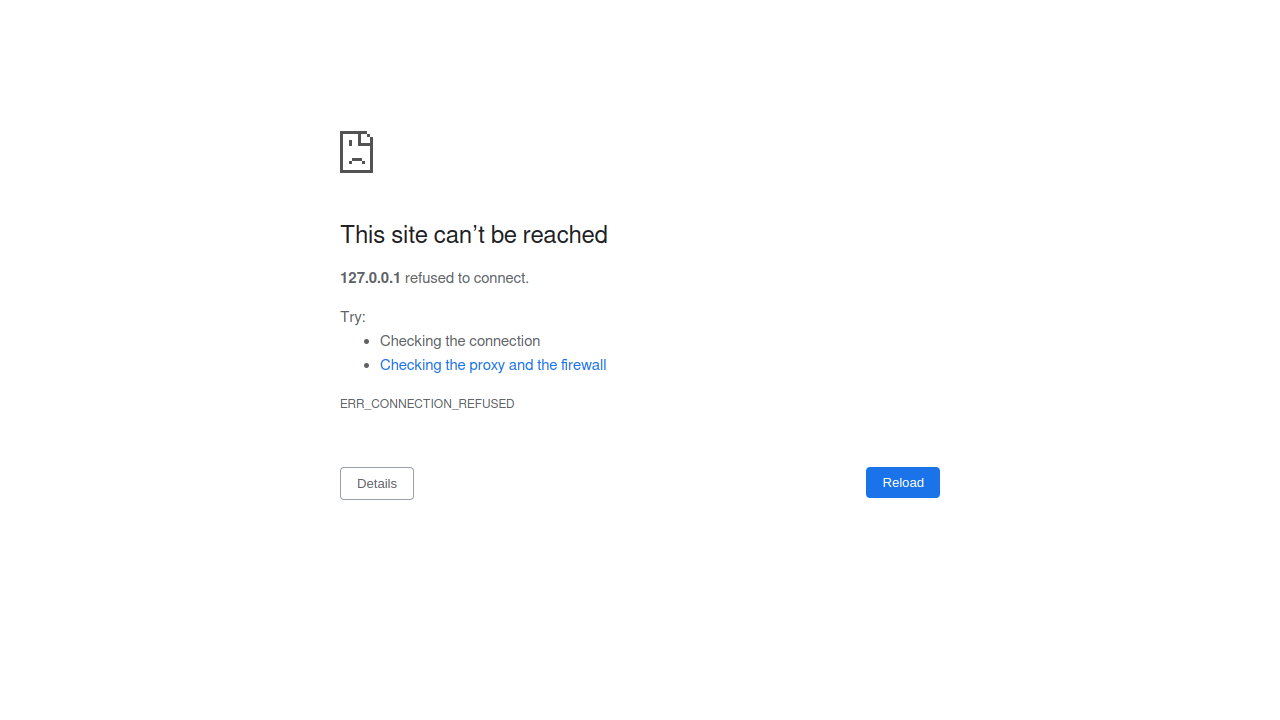 This site can’t be reached
127.0.0.1 refused to connect.
Try:
Checking the connection
Checking the proxy and the firewall
ERR_CONNECTION_REFUSED
Details
Reload